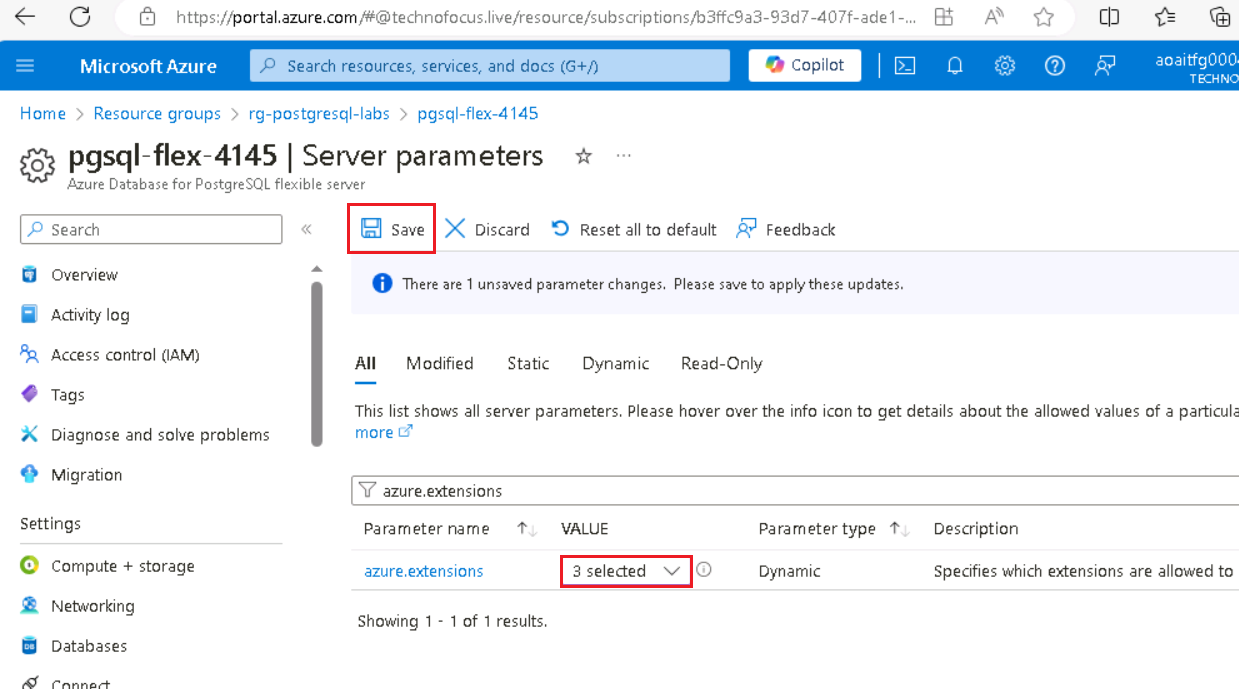 https://portal.azure.com/#@technofocus.live/resource/subscriptions/b3ffc9a3-93d7-407f-ade1-...
Microsoft Azure
Search resources, services, and docs (G+/)
Copilot
aoaitfg000
TECHNO
Home > Resource groups > rg-postgresql-labs > pgsql-flex-4145
pgsql-flex-4145 | Server parameters
Azure Database for PostgreSQL flexible server
Search
Save
Discard
Reset all to default
Feedback
There are 1 unsaved parameter changes. Please save to apply these updates.
Overview
Activity log
Access control (IAM)
Tags
Diagnose and solve problems
Migration
Settings
Compute + storage
Networking
Databases
Connect
All
Modified
Static
Dynamic
Read-Only
This list shows all server parameters. Please hover over the info icon to get details about the allowed values of a particula
more
azure.extensions
Parameter name
VALUE
Parameter type
Description
azure.extensions
3 selected
Dynamic
Specifies which extensions are allowed to
Showing 1 - 1 of 1 results.